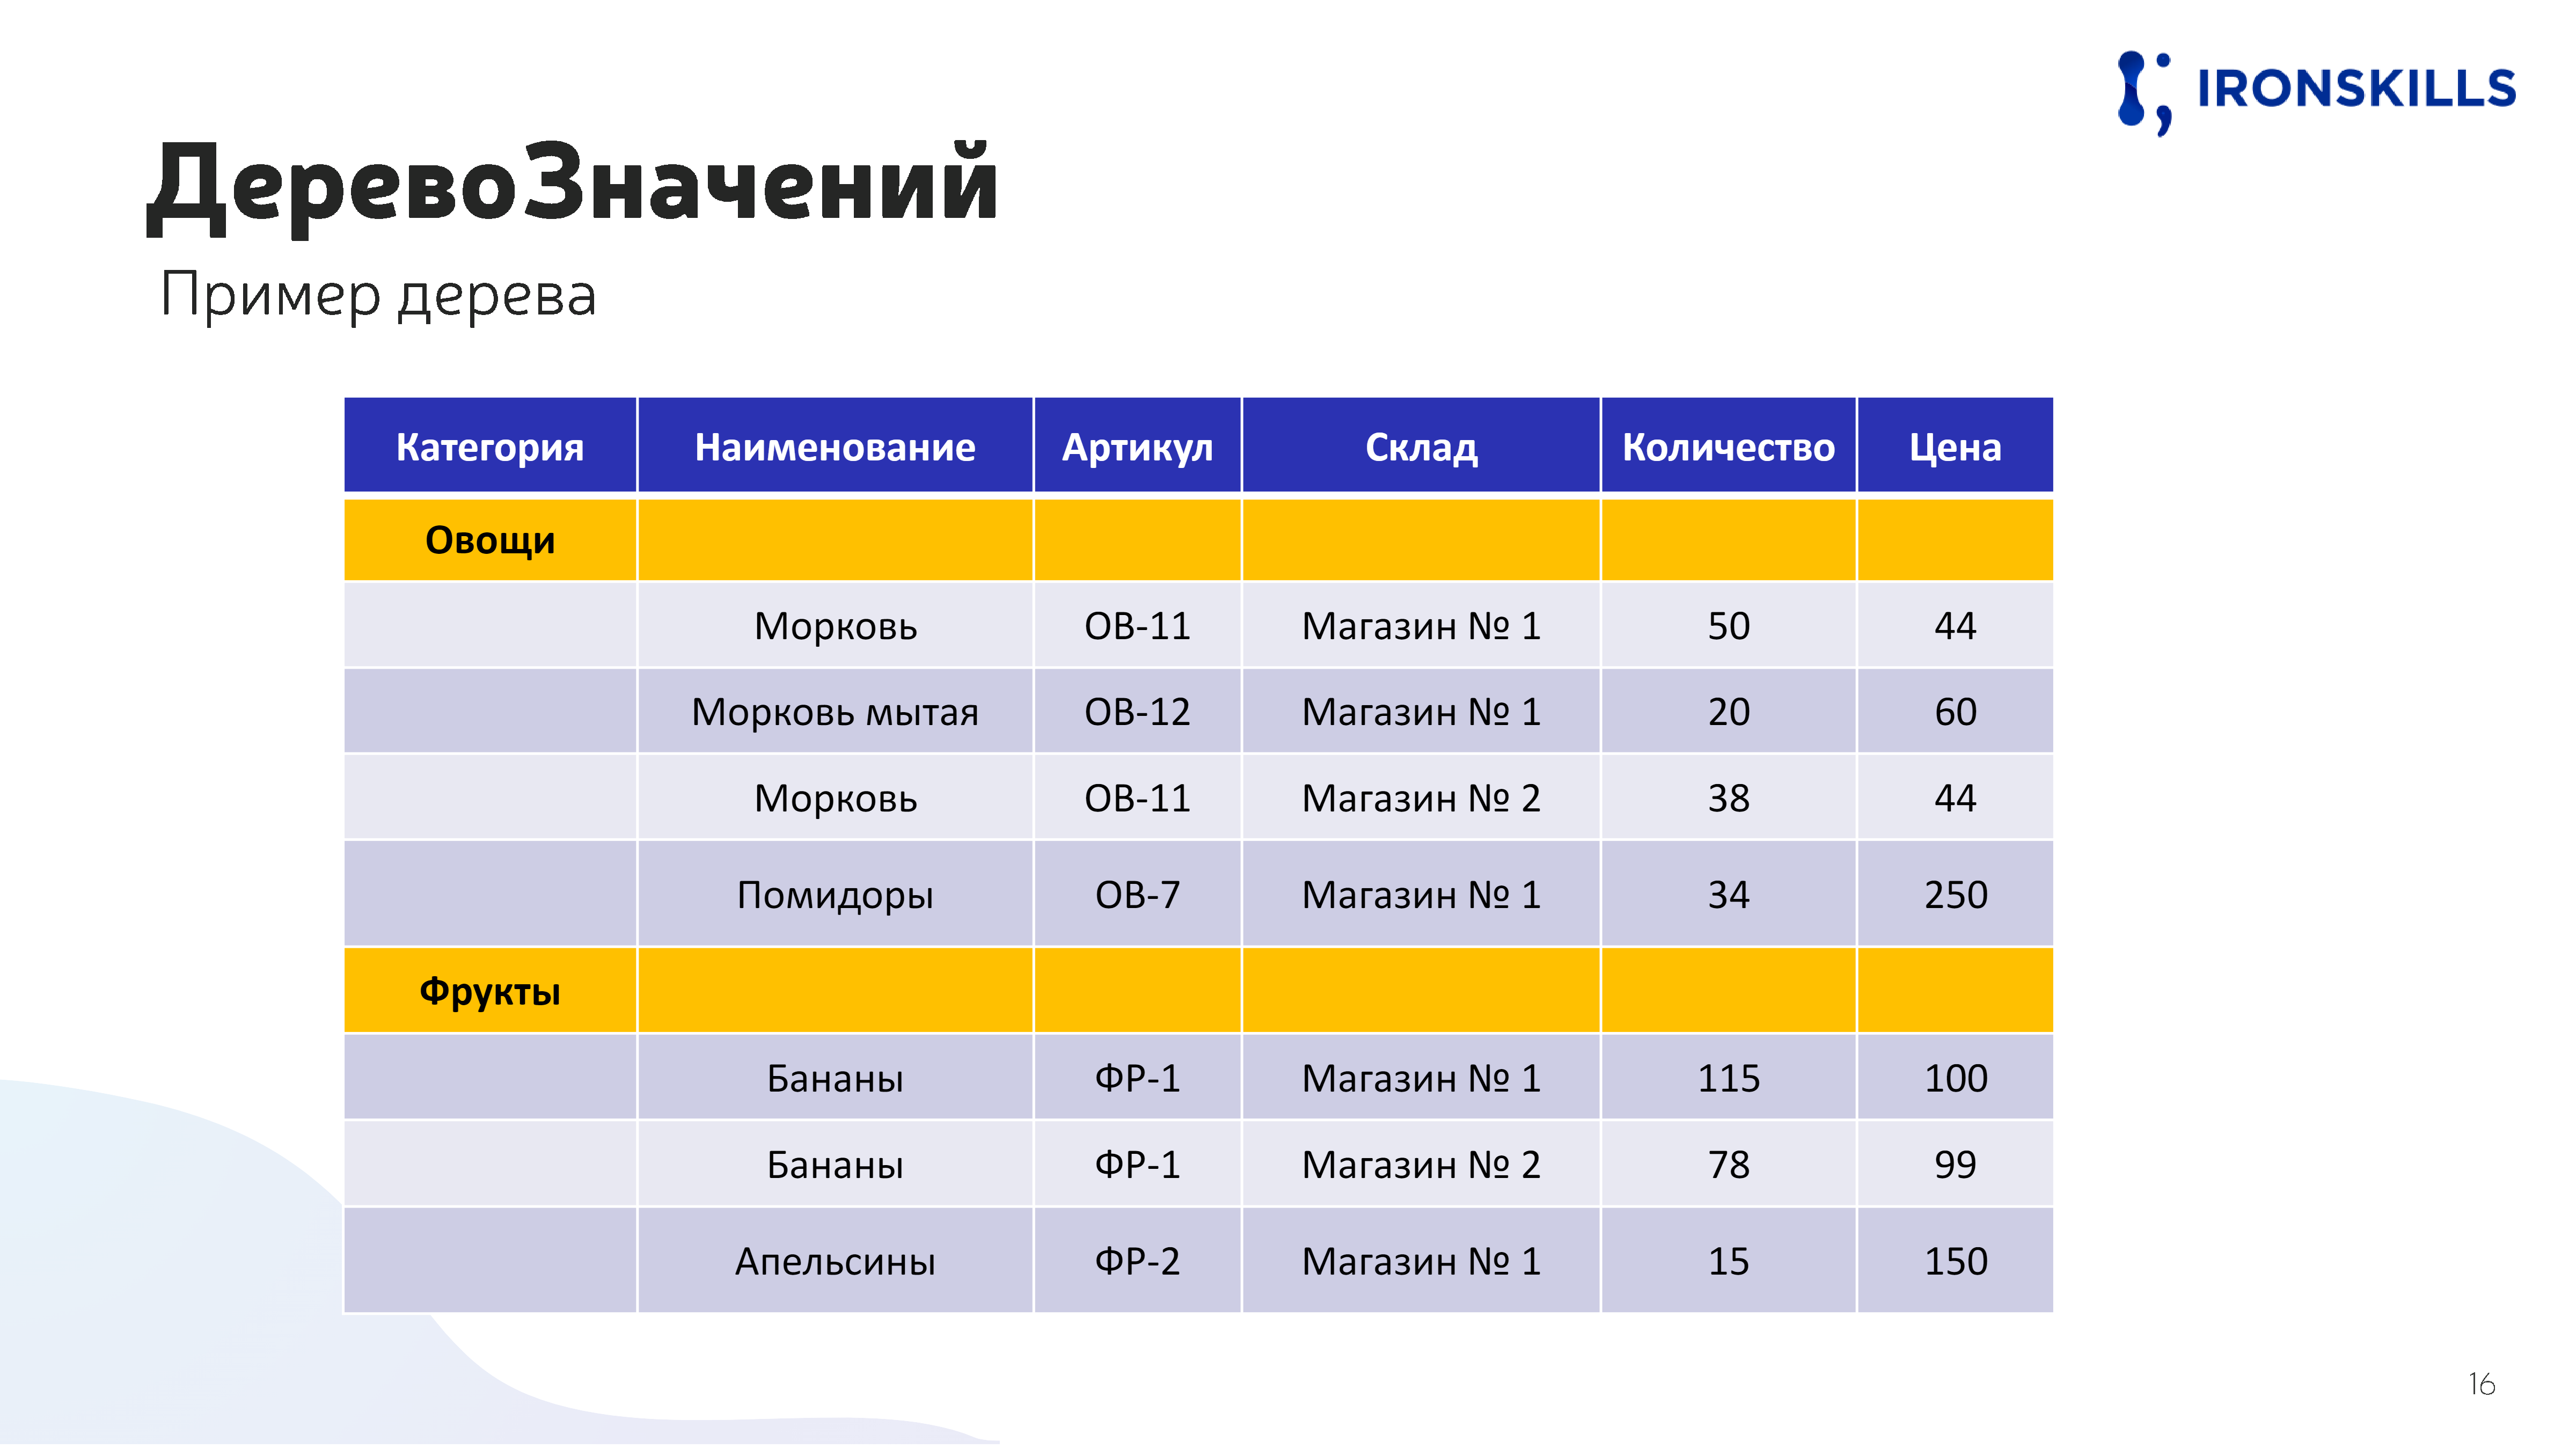 IRONSKILLS
ДеревоЗначений
Пример дерева
Категория Наименование Артикул Склад Количество Цена
Овощи
Морковь ОВ-11 Магазин № 1 50 44
Морковь мытая ОВ-12 Магазин № 1 20 60
Морковь ОВ-11 Магазин № 2 38 44
Помидоры ОВ-7 Магазин № 1 34 250
Фрукты
Бананы ФР-1 Магазин № 1 115 100
Бананы ФР-1 Магазин № 2 78 99
Апельсины ФР-2 Магазин № 1 15 150
16